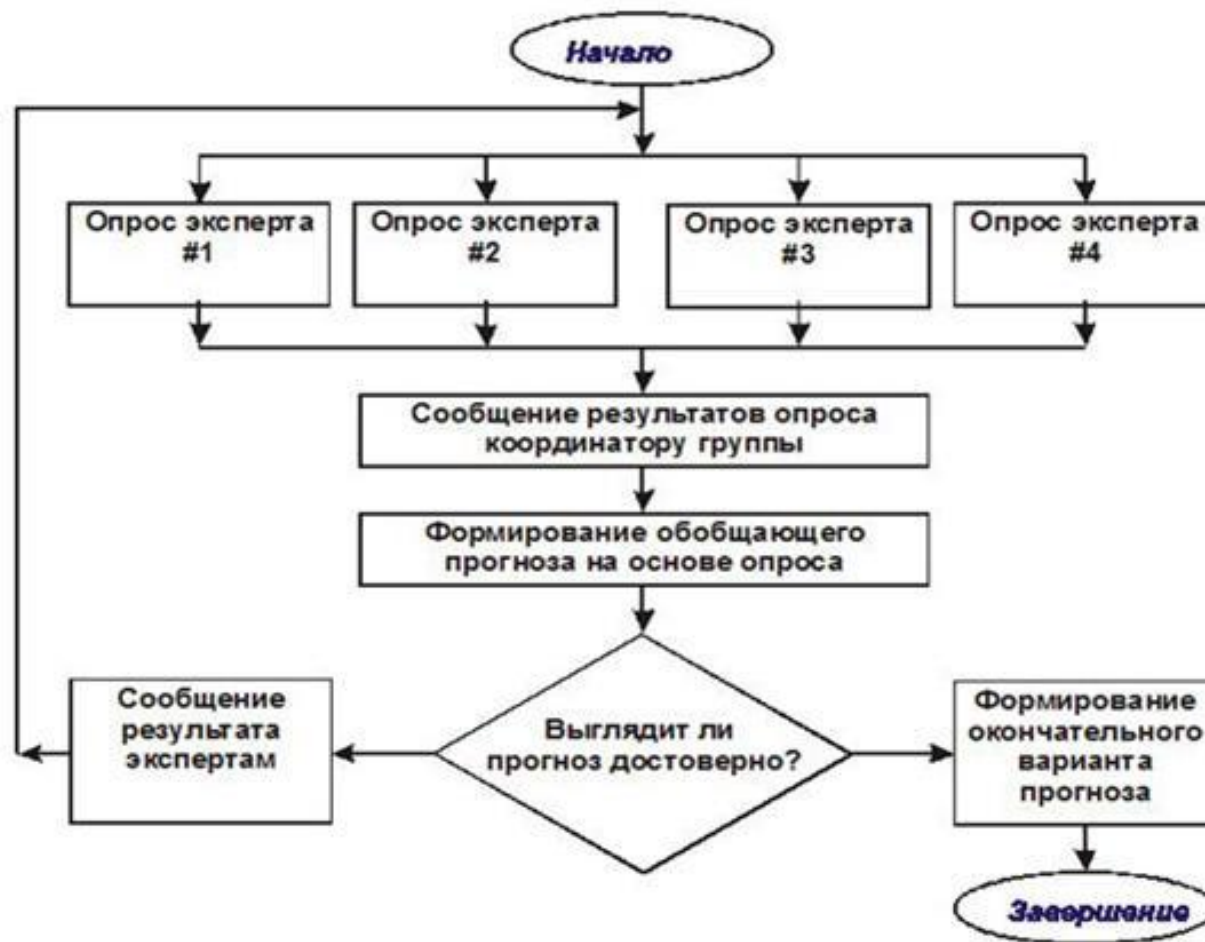 Начало
Опрос эксперта
#1
Опрос эксперта
#2
Опрос эксперта
#3
Опрос эксперта
#4
Сообщение результатов опроса
координатору группы
Формирование обобщающего
прогноза на основе опроса
Сообщение
результата
экспертам
Выглядит ли
прогноз достоверно?
Формирование
окончательного
варианта
прогноза
Завершение